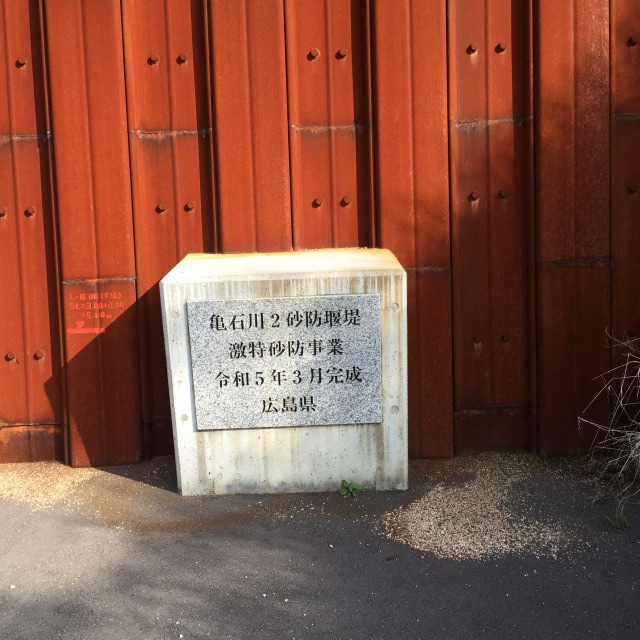 亀石川2砂防堰堤
激特砂防事業
令和5年3月完成
広島県